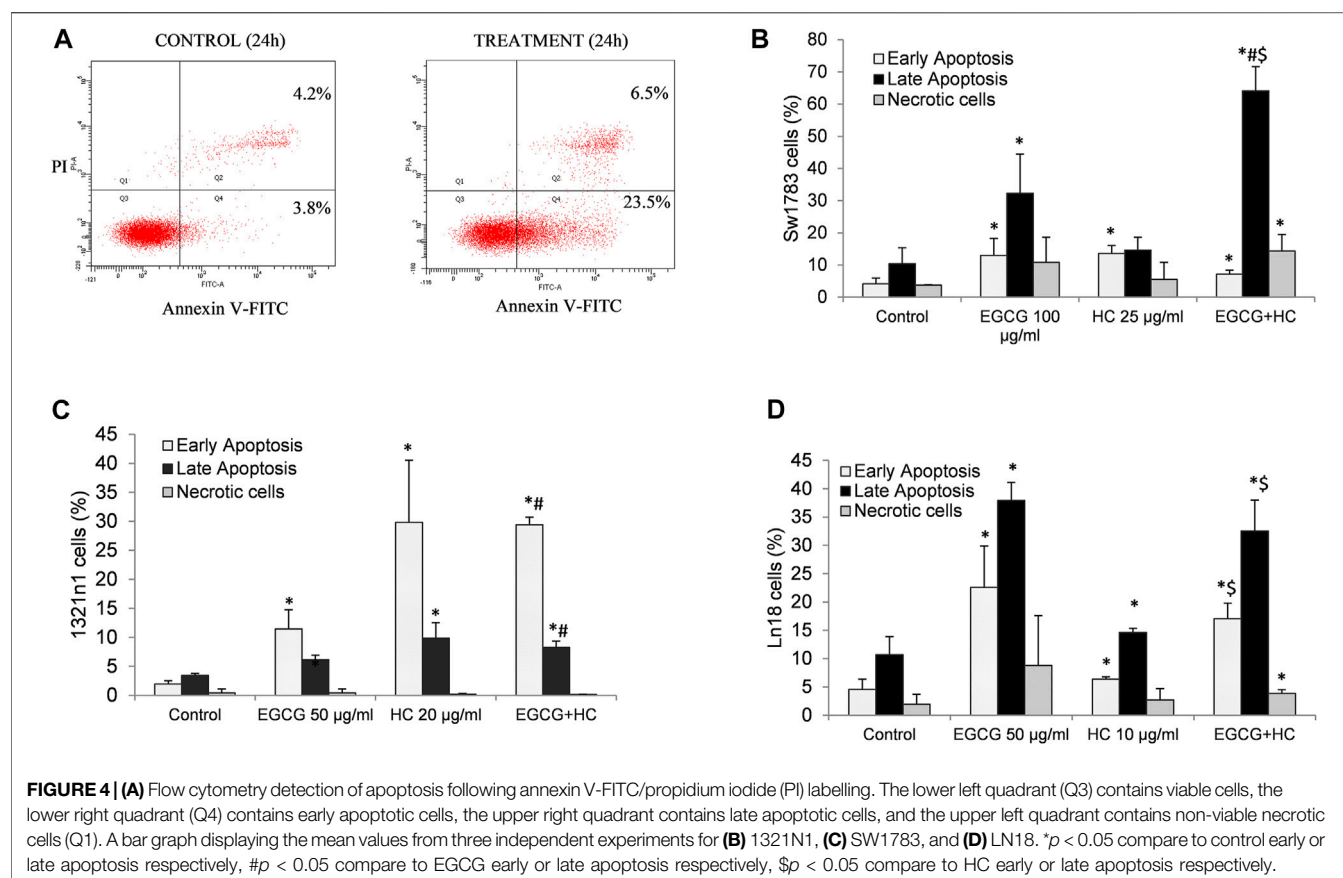 A
CONTROL (24h)
TREATMENT (24h)
4.2%
3.8%
6.5%
23.5%
PI
PI-A
PI-A
Q1
Q2
Q3
Q4
Q1
Q2
Q3
Q4
FITC-A
FITC-A
Annexin V-FITC
Annexin V-FITC
B
Early Apoptosis
Late Apoptosis
Necrotic cells
Sw1783 cells (%)
80
70
60
50
40
30
20
10
0
*
*
*
*#$
*
*
Control
EGCG 100 µg/ml
HC 25 µg/ml
EGCG+HC
C
Early Apoptosis
Late Apoptosis
Necrotic cells
1321n1 cells (%)
45
40
35
30
25
20
15
10
5
0
*
*
*
*
*#
*#
Control
EGCG 50 µg/ml
HC 20 µg/ml
EGCG+HC
D
Early Apoptosis
Late Apoptosis
Necrotic cells
Ln18 cells (%)
45
40
35
30
25
20
15
10
5
0
*
*
*
*
*$
*$
*
Control
EGCG 50 µg/ml
HC 10 µg/ml
EGCG+HC
FIGURE 4 | (A) Flow cytometry detection of apoptosis following annexin V-FITC/propidium iodide (PI) labelling. The lower left quadrant (Q3) contains viable cells, the
lower right quadrant (Q4) contains early apoptotic cells, the upper right quadrant contains late apoptotic cells, and the upper left quadrant contains non-viable necrotic
cells (Q1). A bar graph displaying the mean values from three independent experiments for (B) 1321N1, (C) SW1783, and (D) LN18. *p < 0.05 compare to control early or
late apoptosis respectively, #p < 0.05 compare to EGCG early or late apoptosis respectively, $p < 0.05 compare to HC early or late apoptosis respectively.